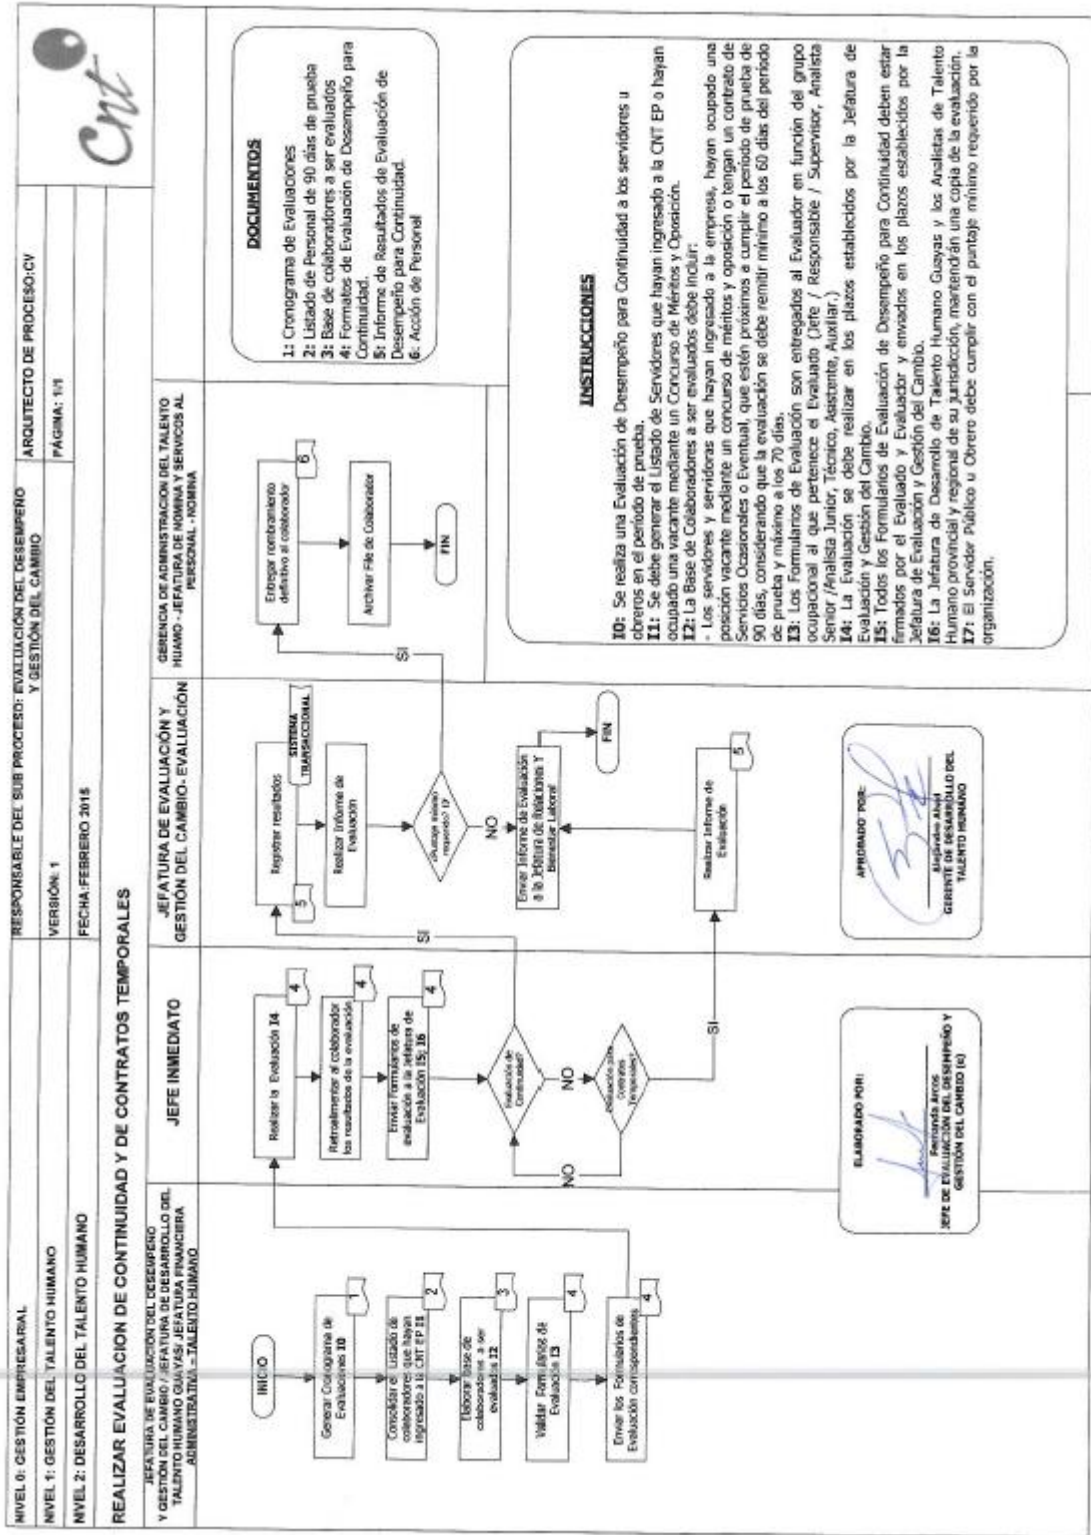 NIVEL 0: GESTIÓN EMPRESARIAL
RESPONSABLE DEL SUB PROCESO: EVALUACIÓN DEL DESEMPEÑO
Y GESTIÓN DEL CAMBIO
ARQUITECTO DE PROCESO:CV
NIVEL 1: GESTIÓN DEL TALENTO HUMANO
VERSIÓN: 1
PÁGINA: 1/1
NIVEL 2: DESARROLLO DEL TALENTO HUMANO
FECHA:FEBRERO 2015
Cnt
REALIZAR EVALUACION DE CONTINUIDAD Y DE CONTRATOS TEMPORALES
JEFATURA DE EVALUACIÓN DEL DESEMPEÑO
Y GESTIÓN DEL CAMBIO / JEFATURA DE DESARROLLO DEL
TALENTO HUMANO GUAYAS/ JEFATURA FINANCIERA
ADMINISTRATIVA - TALENTO HUMANO
JEFE INMEDIATO
JEFATURA DE EVALUACIÓN Y
GESTIÓN DEL CAMBIO- EVALUACIÓN
GERENCIA DE ADMINISTRACION DEL TALENTO
HUMO - JEFATURA DE NOMINA Y SERVICOS AL
PERSONAL - NOMINA
INICIO
Generar Cronograma de
Evaluaciones I0
1
Consolidar el Listado de
colaboradores que hayan
ingresado a la CNT EP I1
2
Elaborar base de
colaboradores a ser
evaluados I2
3
Validar Formularios de
Evaluación I3
4
Enviar los Formularios de
Evaluación correspondientes
4
Realizar la Evaluación I4
4
Retroalimentar al colaborador
los resultados de la evaluación
4
Enviar Formularios de
evaluación a la Jefatura de
Evaluación I5; I6
4
Evaluación de
Continuidad?
SI
NO
Evaluación para
Contratos
Temporales?
NO
SI
Registrar resultados
5
SISTEMA
TRANSACCIONAL
Realizar Informe de
Evaluación
¿Puntaje mínimo
requerido? I7
SI
NO
Enviar Informe de Evaluación
a la Jefatura de Relaciones Y
Bienestar Laboral
FIN
Realizar Informe de
Evaluación
5
Entregar nombramiento
definitivo al colaborador
6
Archivar File de Colaborador
FIN
DOCUMENTOS
1: Cronograma de Evaluaciones
2: Listado de Personal de 90 días de prueba
3: Base de colaboradores a ser evaluados
4: Formatos de Evaluación de Desempeño para
Continuidad.
5: Informe de Resultados de Evaluación de
Desempeño para Continuidad.
6: Acción de Personal
INSTRUCCIONES
I0: Se realiza una Evaluación de Desempeño para Continuidad a los servidores u
obreros en el período de prueba.
I1: Se debe generar el Listado de Servidores que hayan ingresado a la CNT EP o hayan
ocupado una vacante mediante un Concurso de Méritos y Oposición.
I2: La Base de Colaboradores a ser evaluados debe incluir:
- Los servidores y servidoras que hayan ingresado a la empresa, hayan ocupado una
posición vacante mediante un concurso de méritos y oposición o tengan un contrato de
Servicios Ocasionales o Eventual, que estén próximos a cumplir el periodo de prueba de
90 días, considerando que la evaluación se debe remitir mínimo a los 60 días del período
de prueba y máximo a los 70 días.
I3: Los Formularios de Evaluación son entregados al Evaluador en función del grupo
ocupacional al que pertenece el Evaluado (Jefe / Responsable / Supervisor, Analista
Senior /Analista Junior, Técnico, Asistente, Auxiliar.)
I4: La Evaluación se debe realizar en los plazos establecidos por la Jefatura de
Evaluación y Gestión del Cambio.
I5: Todos los Formularios de Evaluación de Desempeño para Continuidad deben estar
firmados por el Evaluado y Evaluador y enviados en los plazos establecidos por la
Jefatura de Evaluación y Gestión del Cambio.
I6: La Jefatura de Desarrollo de Talento Humano Guayas y los Analistas de Talento
Humano provincial y regional de su jurisdicción, mantendrán una copia de la evaluación.
I7: El Servidor Público u Obrero debe cumplir con el puntaje mínimo requerido por la
organización.
ELABORADO POR:
Fernanda Arcos
JEFE DE EVALUACIÓN DEL DESEMPEÑO Y
GESTIÓN DEL CAMBIO (e)
APROBADO POR:
Alejandro
GERENTE DE DESARROLLO DEL
TALENTO HUMANO